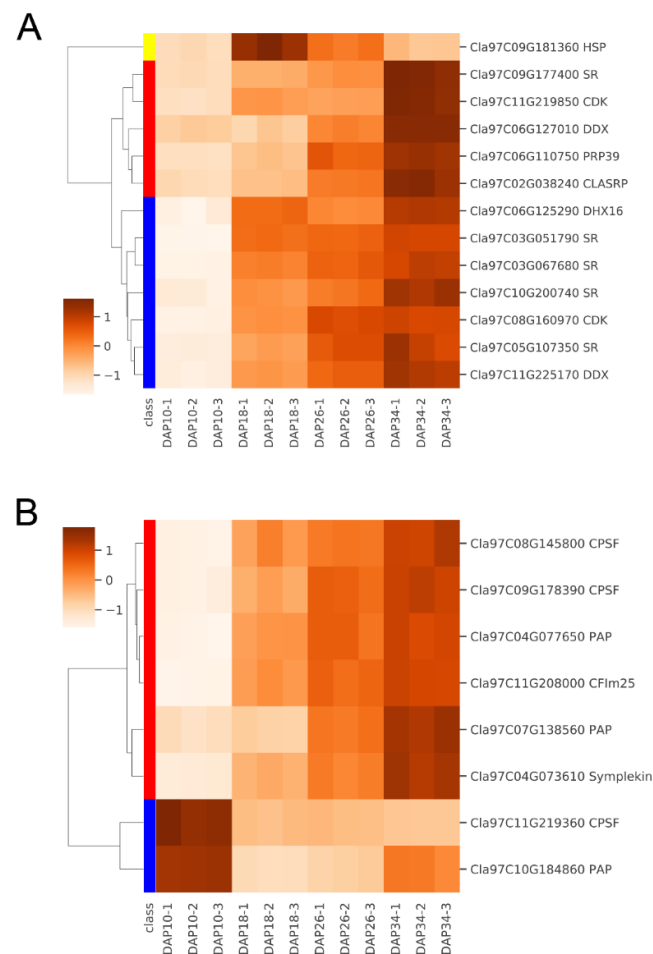 A
Cla97C09G181360 HSP
Cla97C09G177400 SR
Cla97C11G219850 CDK
Cla97C06G127010 DDX
Cla97C06G110750 PRP39
Cla97C02G038240 CLASRP
Cla97C06G125290 DHX16
Cla97C03G051790 SR
Cla97C03G067680 SR
Cla97C10G200740 SR
Cla97C08G160970 CDK
Cla97C05G107350 SR
Cla97C11G225170 DDX
1
0
−1
class
DAP10-1
DAP10-2
DAP10-3
DAP18-1
DAP18-2
DAP18-3
DAP26-1
DAP26-2
DAP26-3
DAP34-1
DAP34-2
DAP34-3
B
1
0
−1
Cla97C08G145800 CPSF
Cla97C09G178390 CPSF
Cla97C04G077650 PAP
Cla97C11G208000 CFIm25
Cla97C07G138560 PAP
Cla97C04G073610 Symplekin
Cla97C11G219360 CPSF
Cla97C10G184860 PAP
class
DAP10-1
DAP10-2
DAP10-3
DAP18-1
DAP18-2
DAP18-3
DAP26-1
DAP26-2
DAP26-3
DAP34-1
DAP34-2
DAP34-3